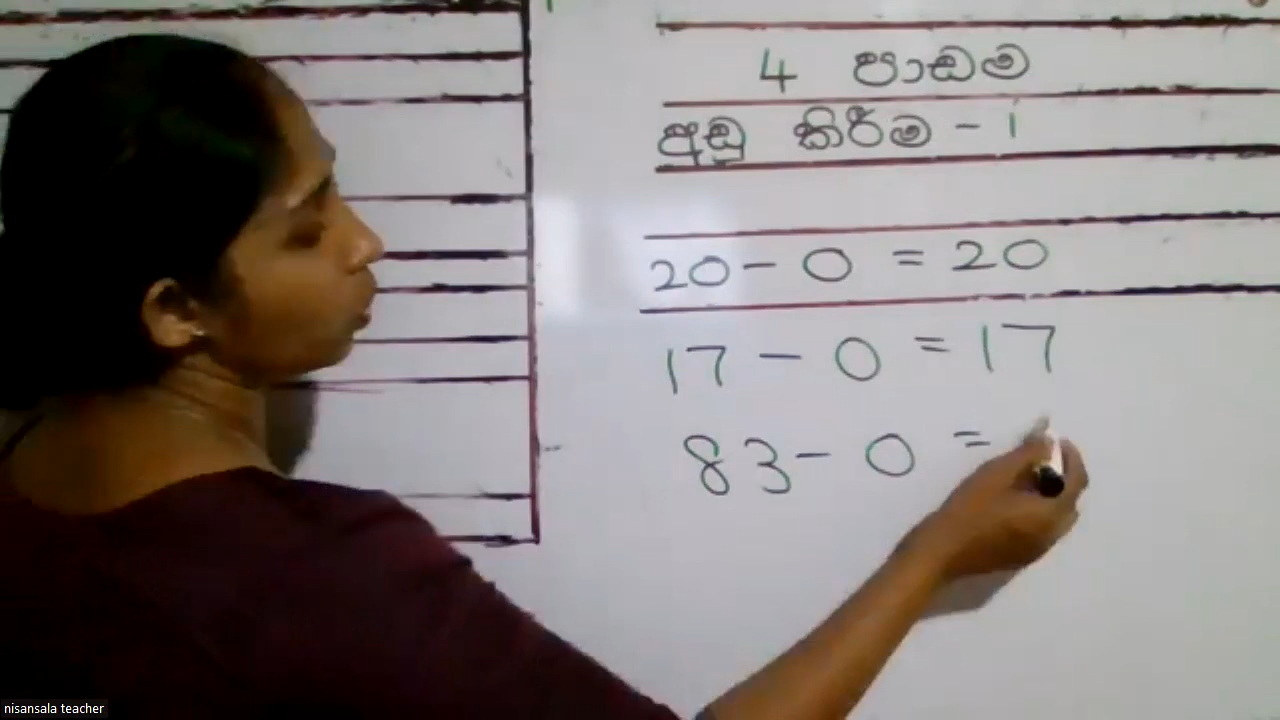 4 පාඩම
අඩු කිරීම - 1
20 - 0 = 20
17 - 0 = 17
83 - 0 =
nisansala teacher